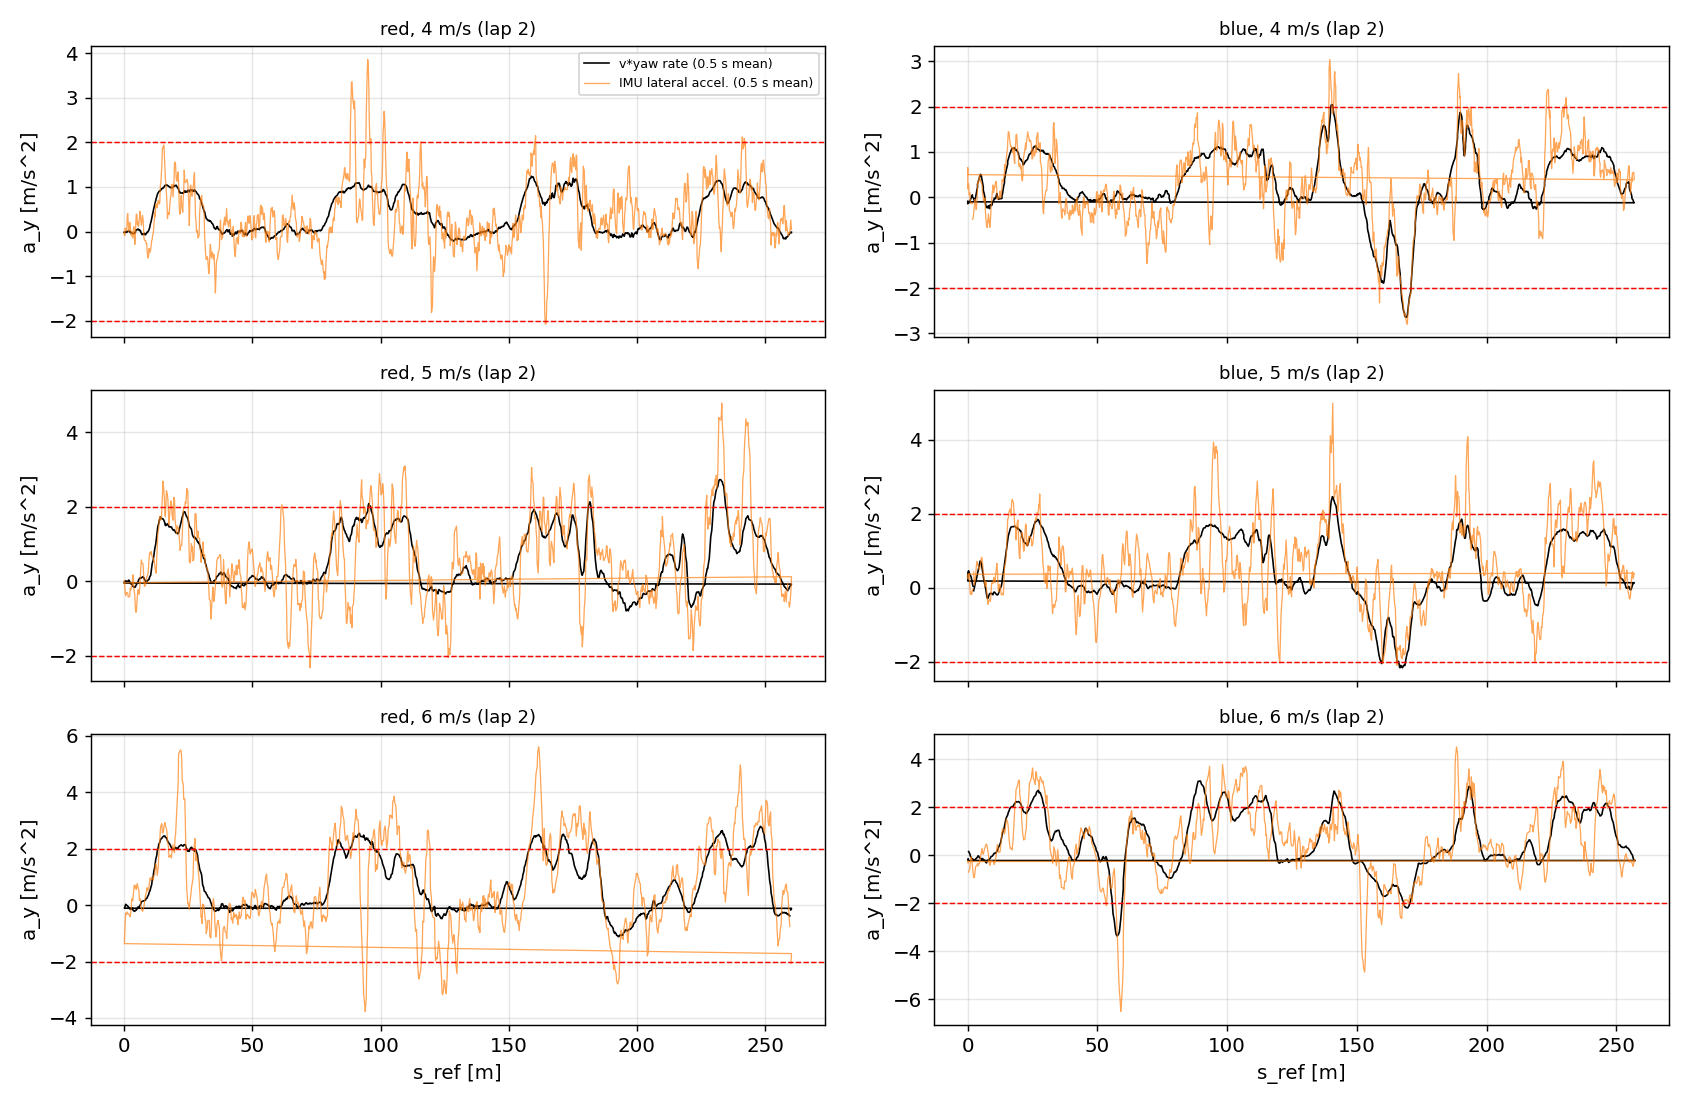 red, 4 m/s (lap 2)
blue, 4 m/s (lap 2)
v*yaw rate (0.5 s mean)
IMU lateral accel. (0.5 s mean)
a_y [m/s^2]
4
3
2
1
0
−1
−2
a_y [m/s^2]
3
2
1
0
−1
−2
−3
red, 5 m/s (lap 2)
blue, 5 m/s (lap 2)
a_y [m/s^2]
4
2
0
−2
a_y [m/s^2]
4
2
0
−2
red, 6 m/s (lap 2)
blue, 6 m/s (lap 2)
a_y [m/s^2]
6
4
2
0
−2
−4
a_y [m/s^2]
4
2
0
−2
−4
−6
0 50 100 150 200 250
0 50 100 150 200 250
s_ref [m]
s_ref [m]